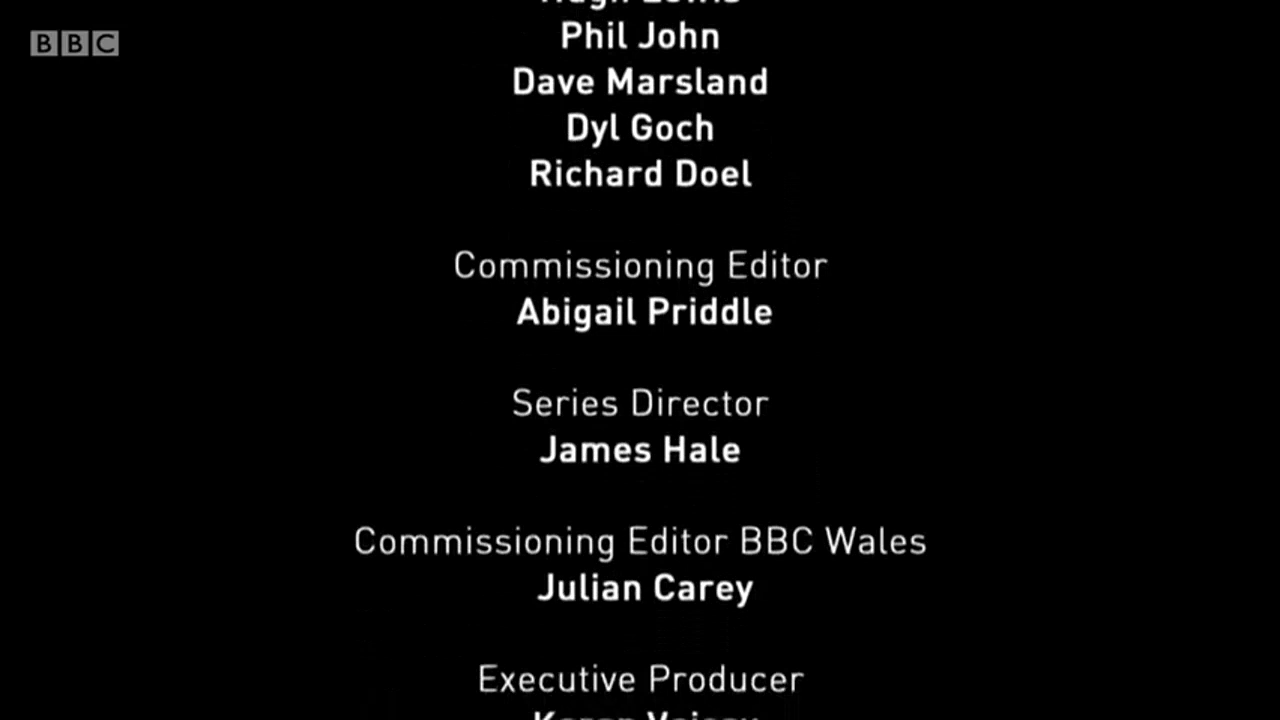 BBC
Phil John
Dave Marsland
Dyl Goch
Richard Doel
Commissioning Editor
Abigail Priddle
Series Director
James Hale
Commissioning Editor BBC Wales
Julian Carey
Executive Producer